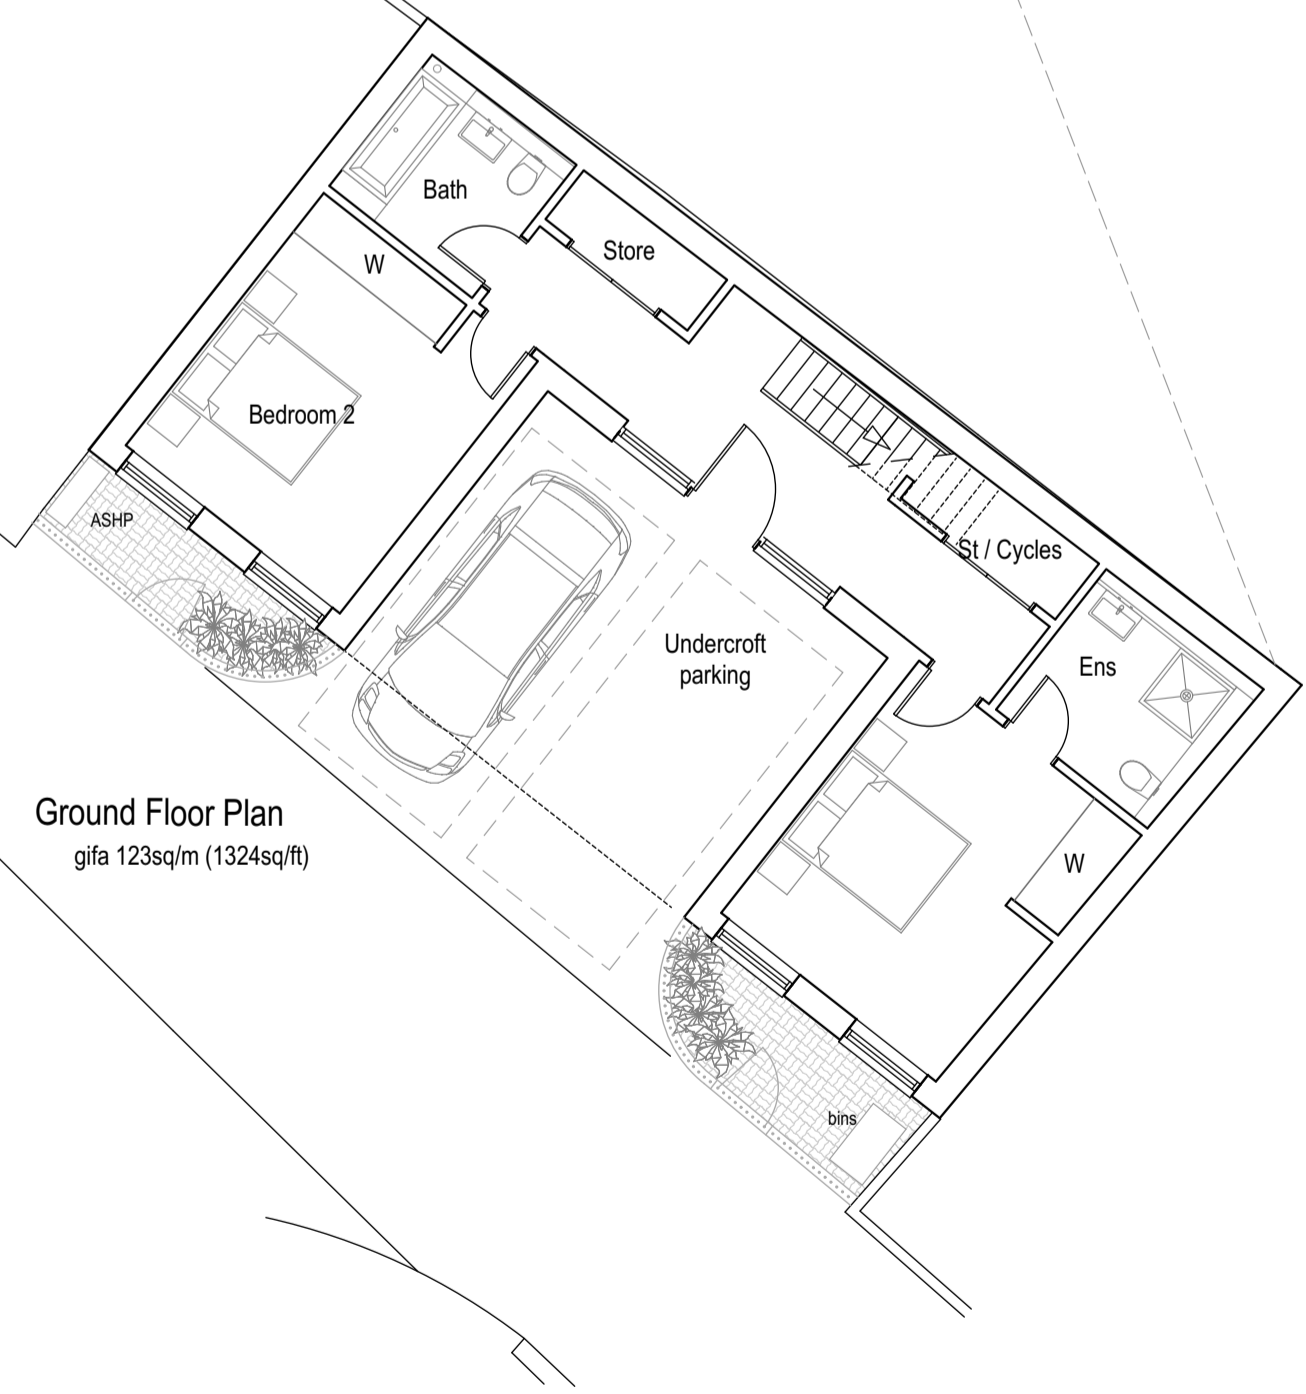 Bath
Store
W
Bedroom 2
ASHP
St / Cycles
Undercroft
parking
Ens
Ground Floor Plan
gifa 123sq/m (1324sq/ft)
W
bins